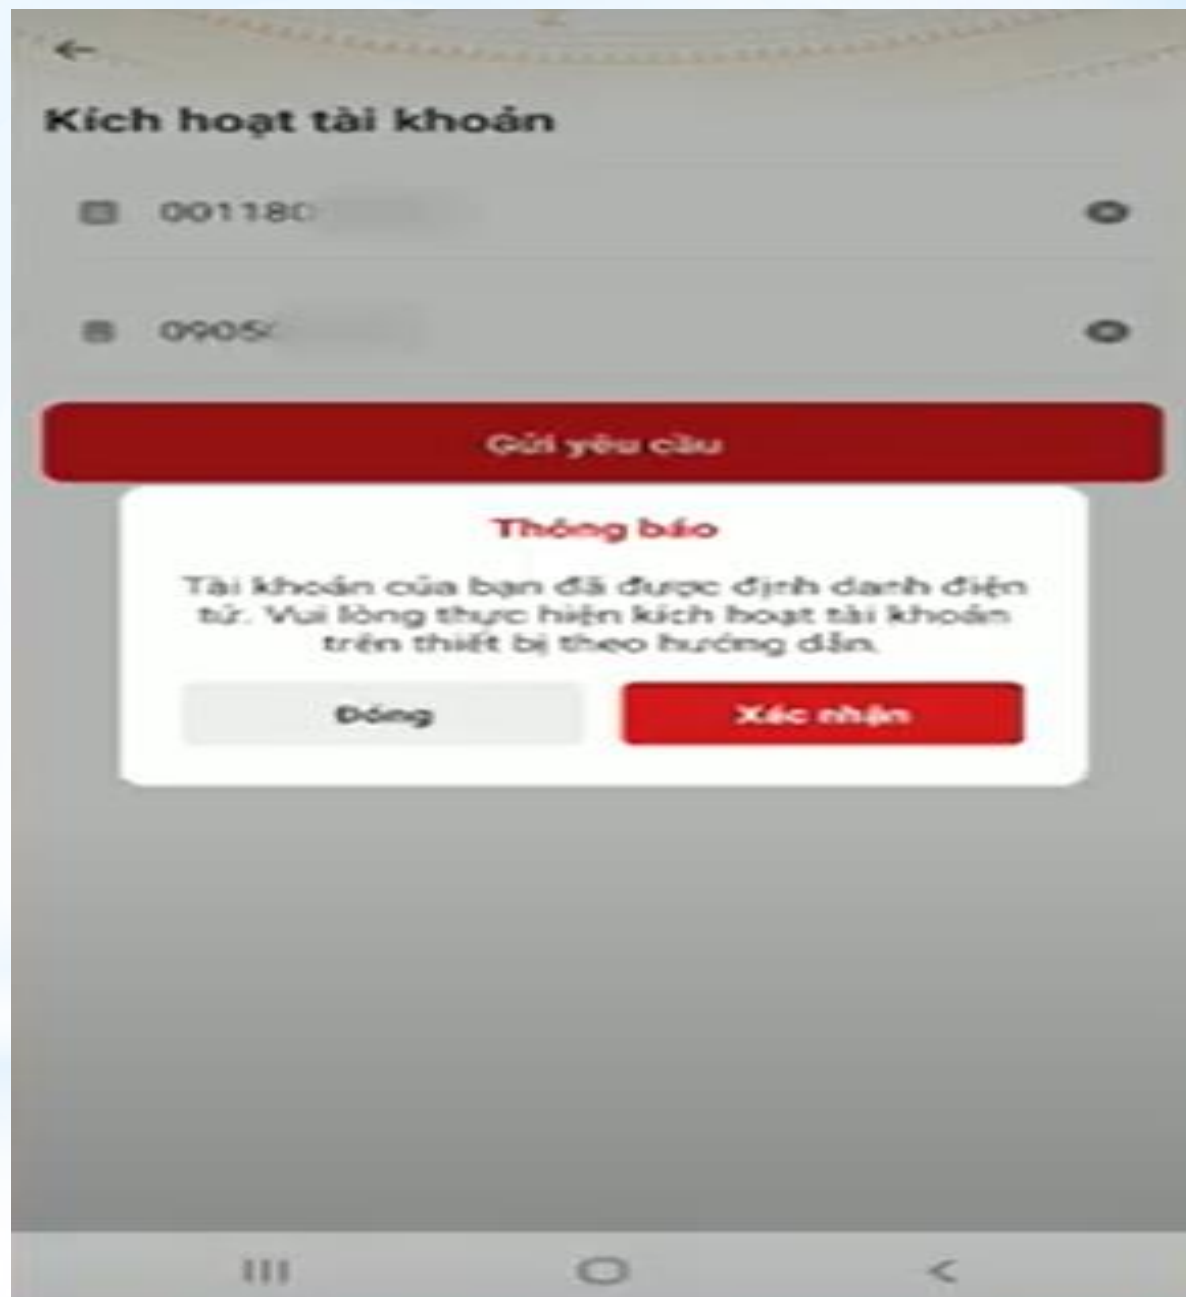 Kích hoạt tài khoản
001180
0905
Gửi yêu cầu
Thông báo
Tài khoản của bạn đã được định danh điện
tử. Vui lòng thực hiện kích hoạt tài khoản
trên thiết bị theo hướng dẫn.
Đóng
Xác nhận